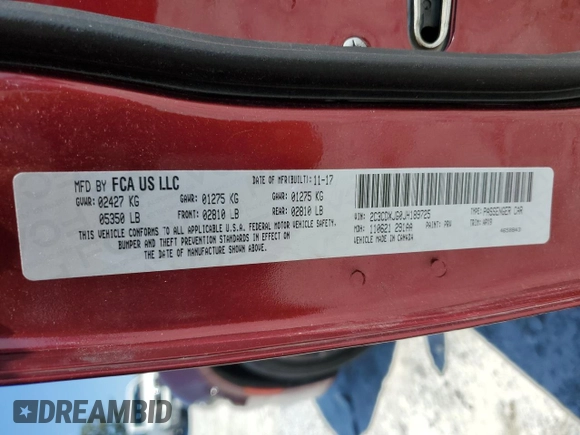 MFD BY FCA US LLC
DATE OF MFR(BUILT): 11-17
GVWR: 02427 KG GAWR: 01275 KG GAWR: 01275 KG
05350 LB FRONT: 02810 LB REAR: 02810 LB
THIS VEHICLE CONFORMS TO ALL APPLICABLE U.S.A. FEDERAL MOTOR VEHICLE SAFETY,
BUMPER AND THEFT PREVENTION STANDARDS IN EFFECT ON
THE DATE OF MANUFACTURE SHOWN ABOVE.
VIN: TYPE: PASSENGER CAR
MDH: 110621 291AA PAINT: PRV TRIM:
VEHICLE MADE IN CANADA
DREAMBID